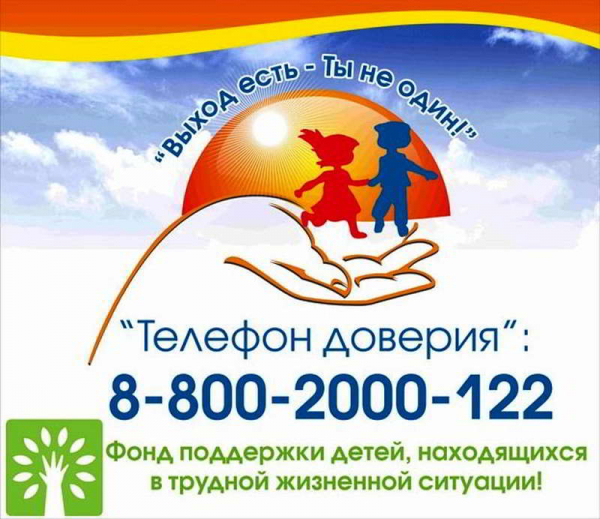 "Выход есть - Ты не один!"
"Телефон доверия":
8-800-2000-122
Фонд поддержки детей, находящихся
в трудной жизненной ситуации!